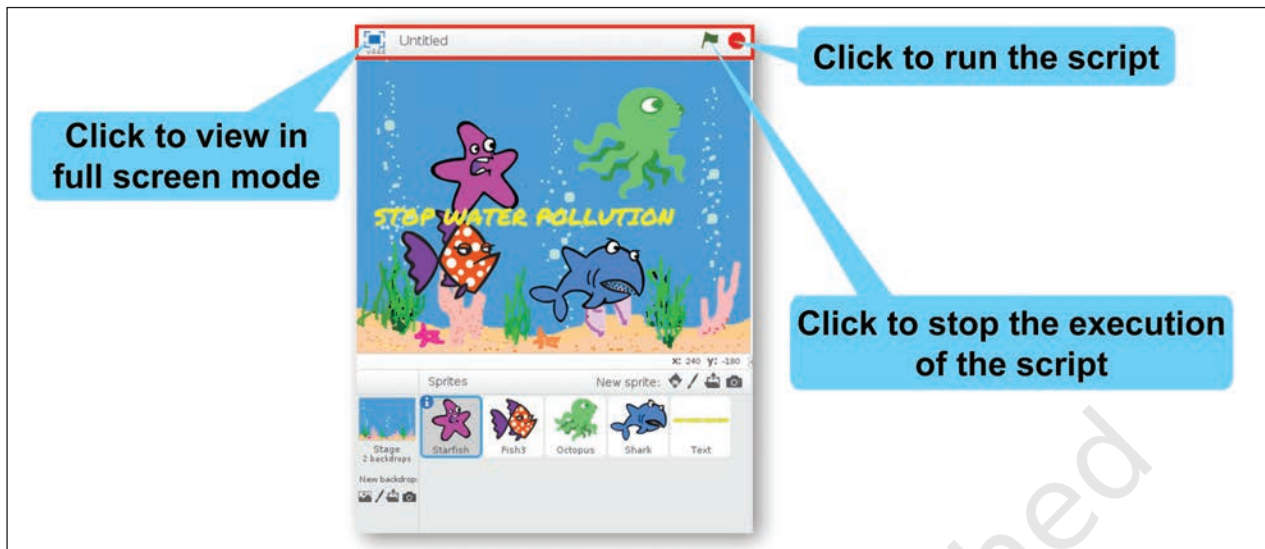 Untitled
Click to run the script
Click to view in
full screen mode
STOP WATER POLLUTION
Click to stop the execution
of the script
x: 240 y: -180
Sprites
New sprite:
Stage
2 backdrops
Starfish
Fish3
Octopus
Shark
Text
New backdrop
bed